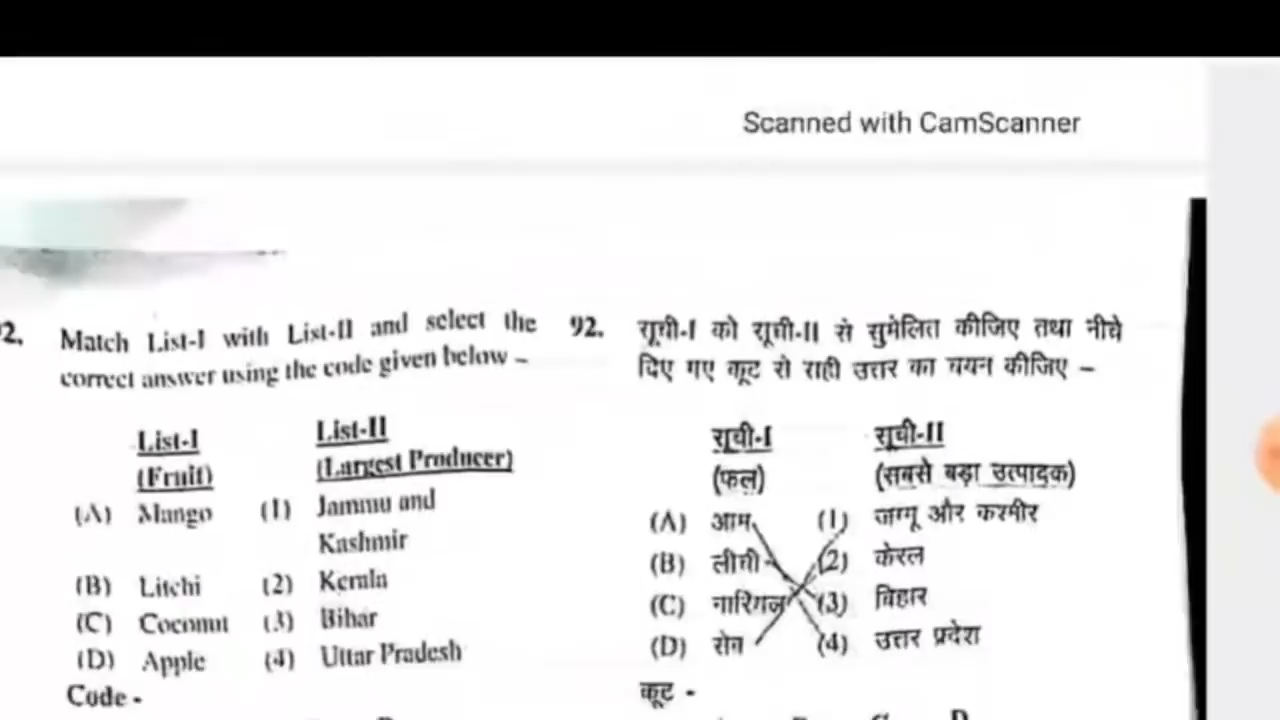 Scanned with CamScanner
2. Match List-I with List-II and select the
correct answer using the code given below –
List-I List-II
(Fruit) (Largest Producer)
(A) Mango (1) Jammu and
Kashmir
(B) Litchi (2) Kerala
(C) Coconut (3) Bihar
(D) Apple (4) Uttar Pradesh
Code -
92. सूची-I को सूची-II से सुमेलित कीजिए तथा नीचे
दिए गए कूट से सही उत्तर का चयन कीजिए –
सूची-I सूची-II
(फल) (सबसे बड़ा उत्पादक)
(A) आम (1) जम्मू और कश्मीर
(B) लीची (2) केरल
(C) नारियल (3) बिहार
(D) सेब (4) उत्तर प्रदेश
कूट -